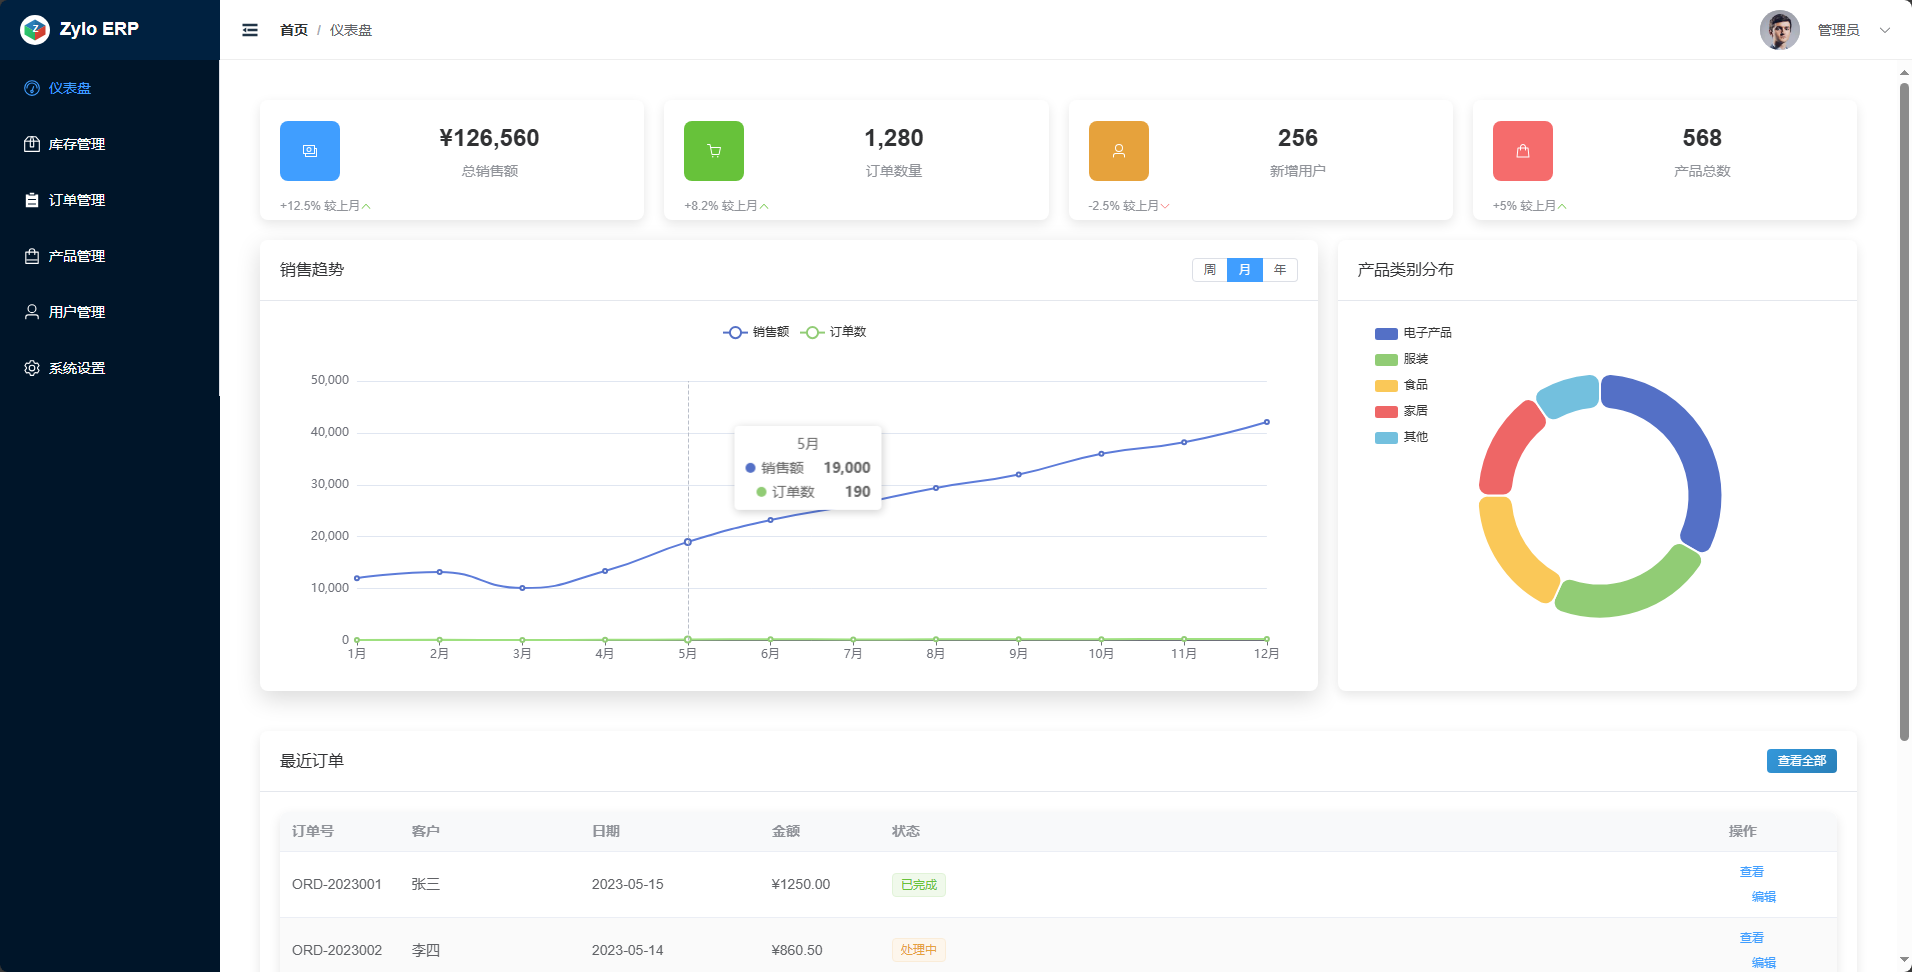 Zylo ERP
首页 / 仪表盘
管理员
仪表盘
库存管理
订单管理
产品管理
用户管理
系统设置
¥126,560
总销售额
+12.5% 较上月
1,280
订单数量
+8.2% 较上月
256
新增用户
-2.5% 较上月
568
产品总数
+5% 较上月
销售趋势
周 月 年
销售额 订单数
50,000
40,000
30,000
20,000
10,000
0
1月 2月 3月 4月 5月 6月 7月 8月 9月 10月 11月 12月
5月
销售额 19,000
订单数 190
产品类别分布
电子产品
服装
食品
家居
其他
最近订单
查看全部
订单号 客户 日期 金额 状态 操作
ORD-2023001 张三 2023-05-15 ¥1250.00 已完成 查看
编辑
ORD-2023002 李四 2023-05-14 ¥860.50 处理中 查看
编辑